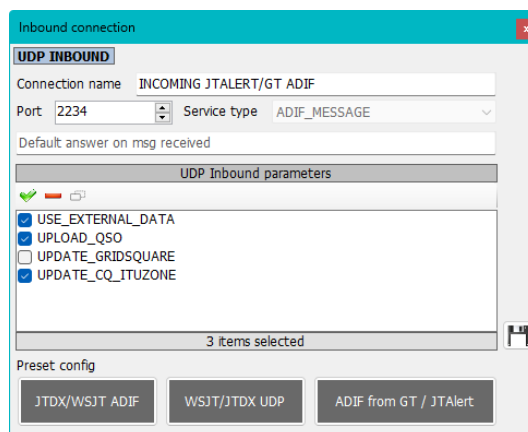 Inbound connection
UDP INBOUND
Connection name INCOMING JTALERT/GT ADIF
Port 2234 Service type ADIF_MESSAGE
Default answer on msg received
UDP Inbound parameters
USE_EXTERNAL_DATA
UPLOAD_QSO
UPDATE_GRIDSQUARE
UPDATE_CQ_ITUZONE
3 items selected
Preset config
JTDX/WSJT ADIF WSJT/JTDX UDP ADIF from GT / JTAlert